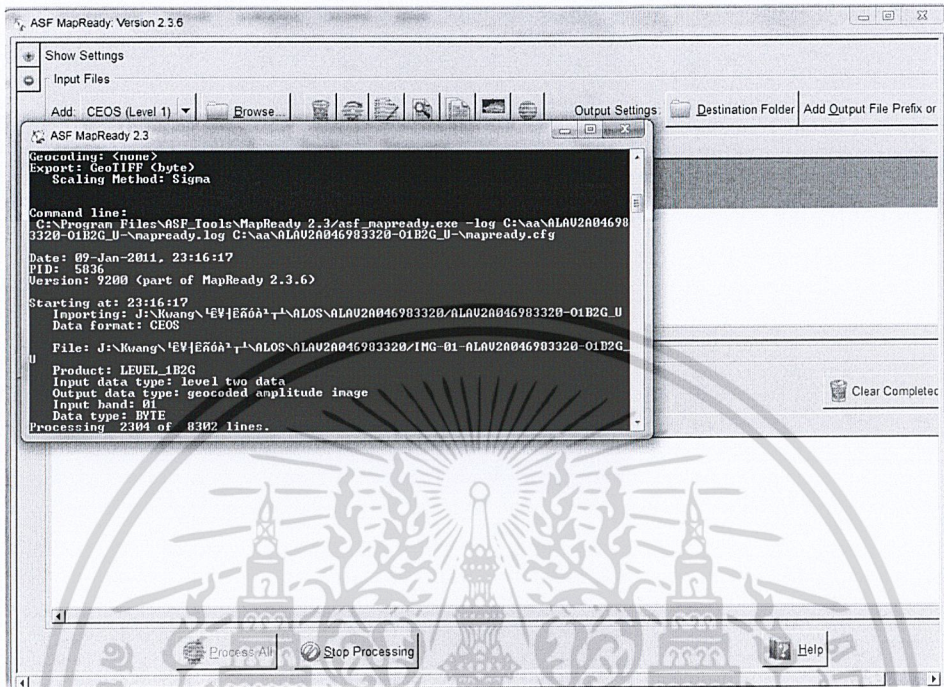 ASF MapReady: Version 2.3.6
Show Settings
Input Files
Add: CEOS (Level 1) Browse... Output Settings: Destination Folder Add Output File Prefix or
ASF MapReady 2.3
Geocoding: <none>
Export: GeoTIFF <byte>
Scaling Method: Sigma
Command line:
C:\Program Files\ASF_Tools\MapReady 2.3/asf_mapready.exe -log C:\aa\ALAV2A04698
3320-O1B2G_U-\mapready.log C:\aa\ALAV2A046983320-O1B2G_U-\mapready.cfg
Date: 09-Jan-2011, 23:16:17
PID: 5836
Version: 9200 <part of MapReady 2.3.6>
Starting at: 23:16:17
Importing: J:\Kwang\ \ALOS\ALAV2A046983320/ALAV2A046983320-O1B2G_U
Data format: CEOS
File: J:\Kwang\ \ALOS\ALAV2A046983320/IMG-01-ALAV2A046983320-O1B2G_
U
Product: LEVEL_1B2G
Input data type: level two data
Output data type: geocoded amplitude image
Input band: 01
Data type: BYTE
Processing 2304 of 8302 lines.
Clear Completed
Process All Stop Processing Help